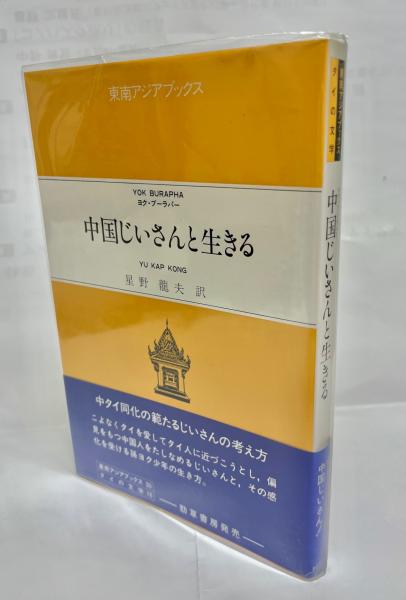 東南アジアブックス
YOK BURAPHA
ヨク・ブーラパー
中国じいさんと生きる
YU KAP KONG
星野龍夫 訳
中タイ同化の範たるじいさんの考え方
こよなくタイを愛してタイ人に近づこうとし，偏
見をもつ中国人をたしなめるじいさんと，その感
化を受ける孫ヨク少年の生き方。
東南アジアブックス
タイの文学
勁草書房発売
タイの文学
中国じいさんと生きる
中国じいさん